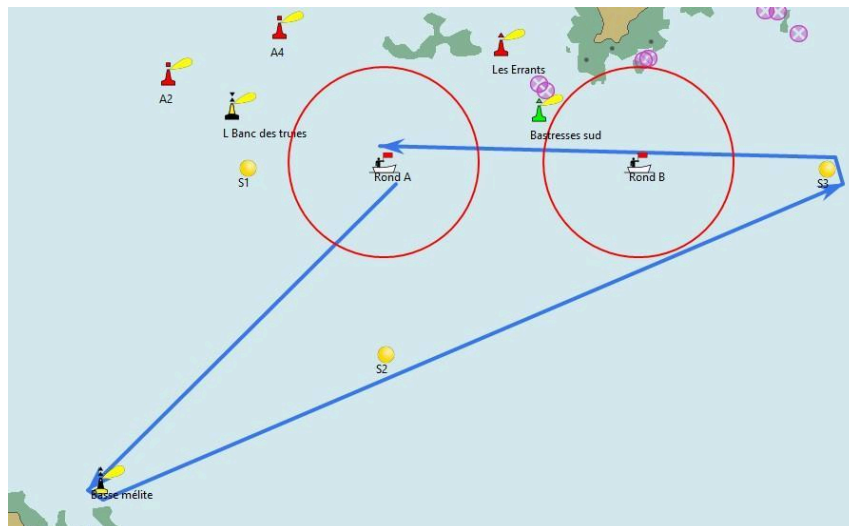 A4
Les Errants
A2
L Banc des truies
Bastresses sud
S1
Rond A
Rond B
S3
S2
Basse mélite